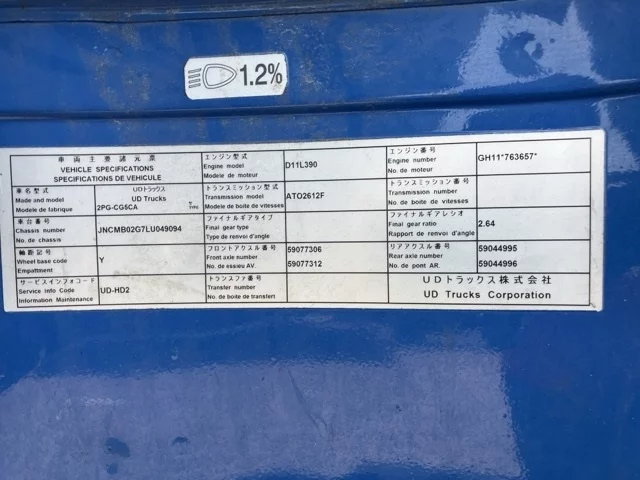 1.2%
車両主要諸元票
VEHICLE SPECIFICATIONS
SPECIFICATIONS DE VEHICULE
車名型式
Made and model
Modele de fabrique
UDトラックス
UD Trucks
2PG-CG5CA
TYPE
車台番号
Chassis number
No. de chassis
JNCMB02G7LU049094
軸距記号
Wheel base code
Empattment
Y
サービスインフォコード
Service info Code
Information Maintenance
UD-HD2
エンジン型式
Engine model
Modele de moteur
D11L390
トランスミッション型式
Transmission model
Modele de boite de vitesses
ATO2612F
ファイナルギアタイプ
Final gear type
Type de renvoi d'angle
フロントアクスル番号
Front axle number
No. de essieu AV.
59077306
59077312
トランスファ番号
Transfer number
No. de boite de transfert
エンジン番号
Engine number
No. de moteur
GH11*763657*
トランスミッション番号
Transmission number
No. de boite de vitesses
ファイナルギアレシオ
Final gear ratio
Rapport de renvoi d'angle
2.64
リアアクスル番号
Rear axle number
No. de pont AR.
59044995
59044996
UDトラックス株式会社
UD Trucks Corporation